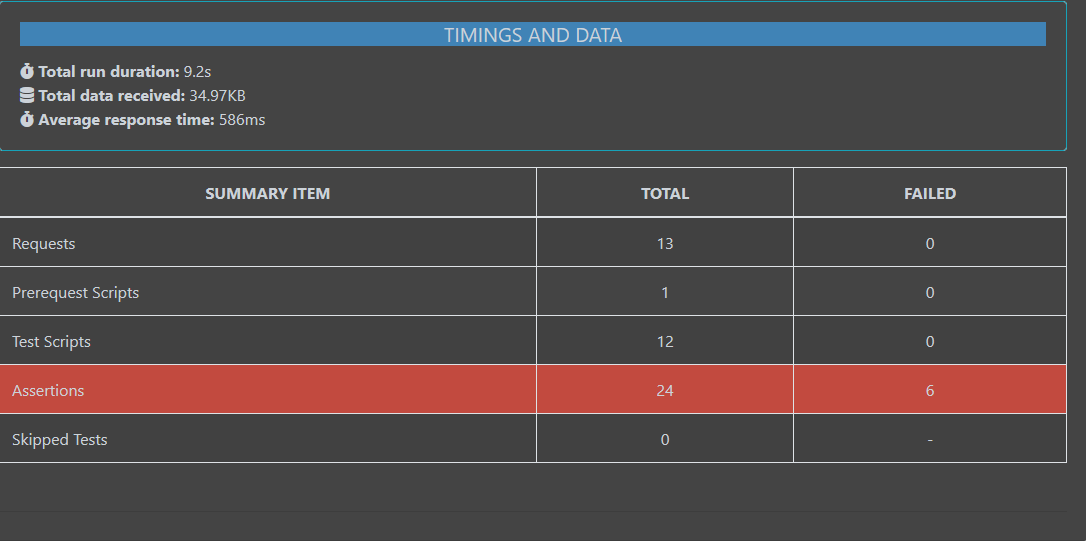 TIMINGS AND DATA
Total run duration: 9.2s
Total data received: 34.97KB
Average response time: 586ms
SUMMARY ITEM TOTAL FAILED
Requests 13 0
Prerequest Scripts 1 0
Test Scripts 12 0
Assertions 24 6
Skipped Tests 0 -